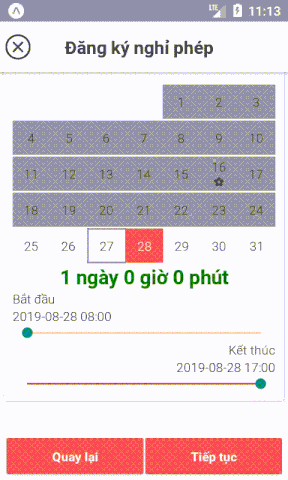 LTE 11:13
Đăng ký nghỉ phép
1 2 3
4 5 6 7 8 9 10
11 12 13 14 15 16 17
18 19 20 21 22 23 24
25 26 27 28 29 30 31
1 ngày 0 giờ 0 phút
Bắt đầu
2019-08-28 08:00
Kết thúc
2019-08-28 17:00
Quay lại Tiếp tục